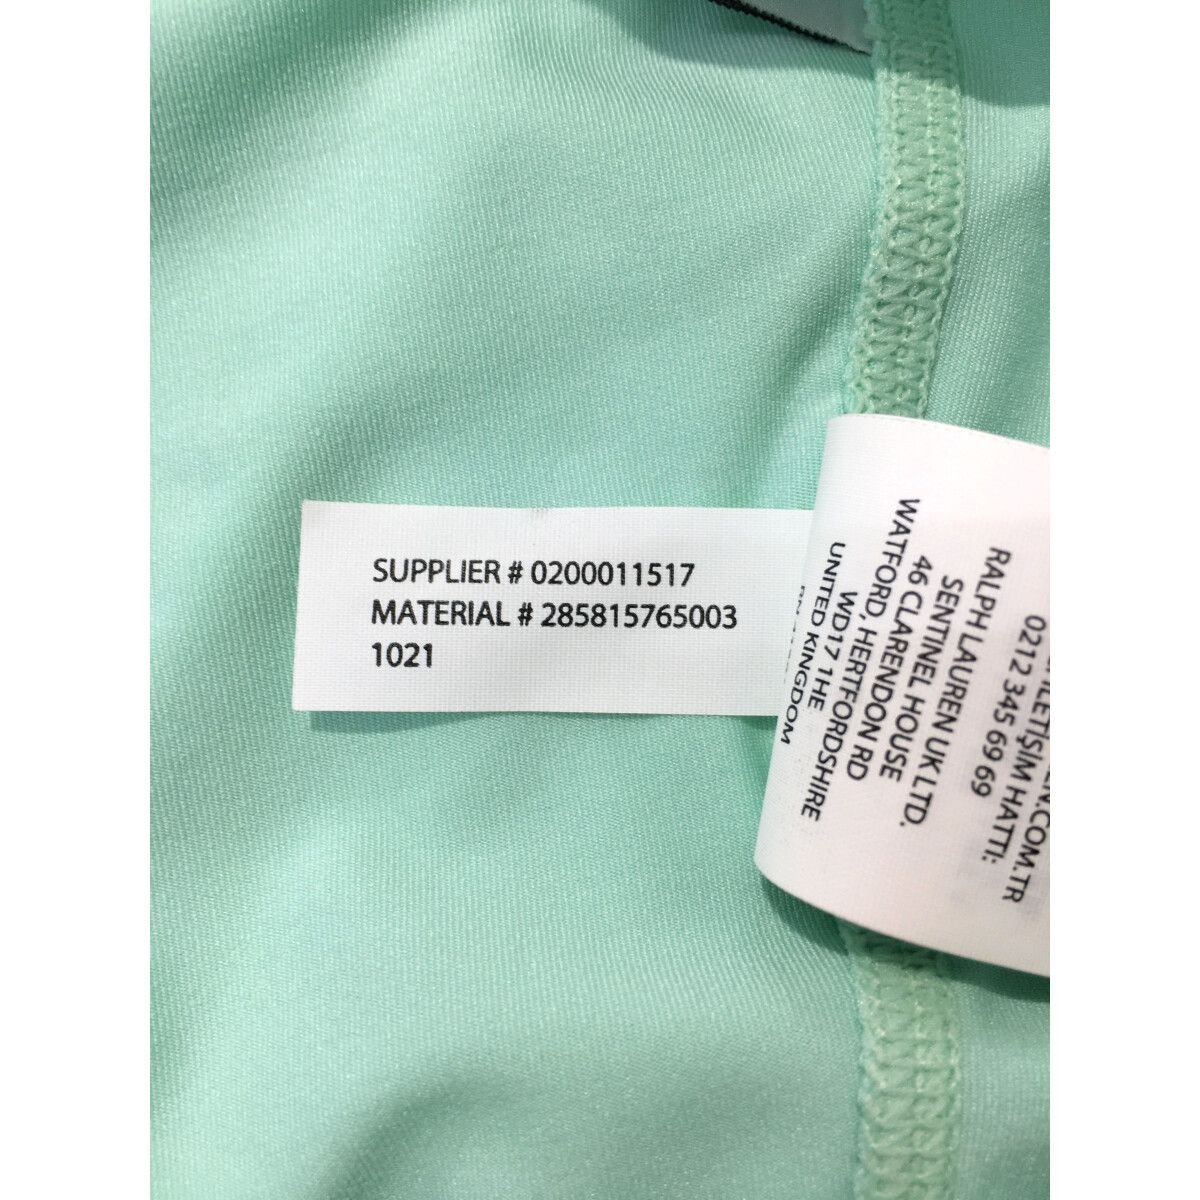 SUPPLIER # 0200011517
MATERIAL # 285815765003
1021
0212 345 69 69
RALPH LAUREN UK LTD.
SENTINEL HOUSE
46 CLARENDON RD
WATFORD, HERTFORDSHIRE
WD17 1HE
UNITED KINGDOM